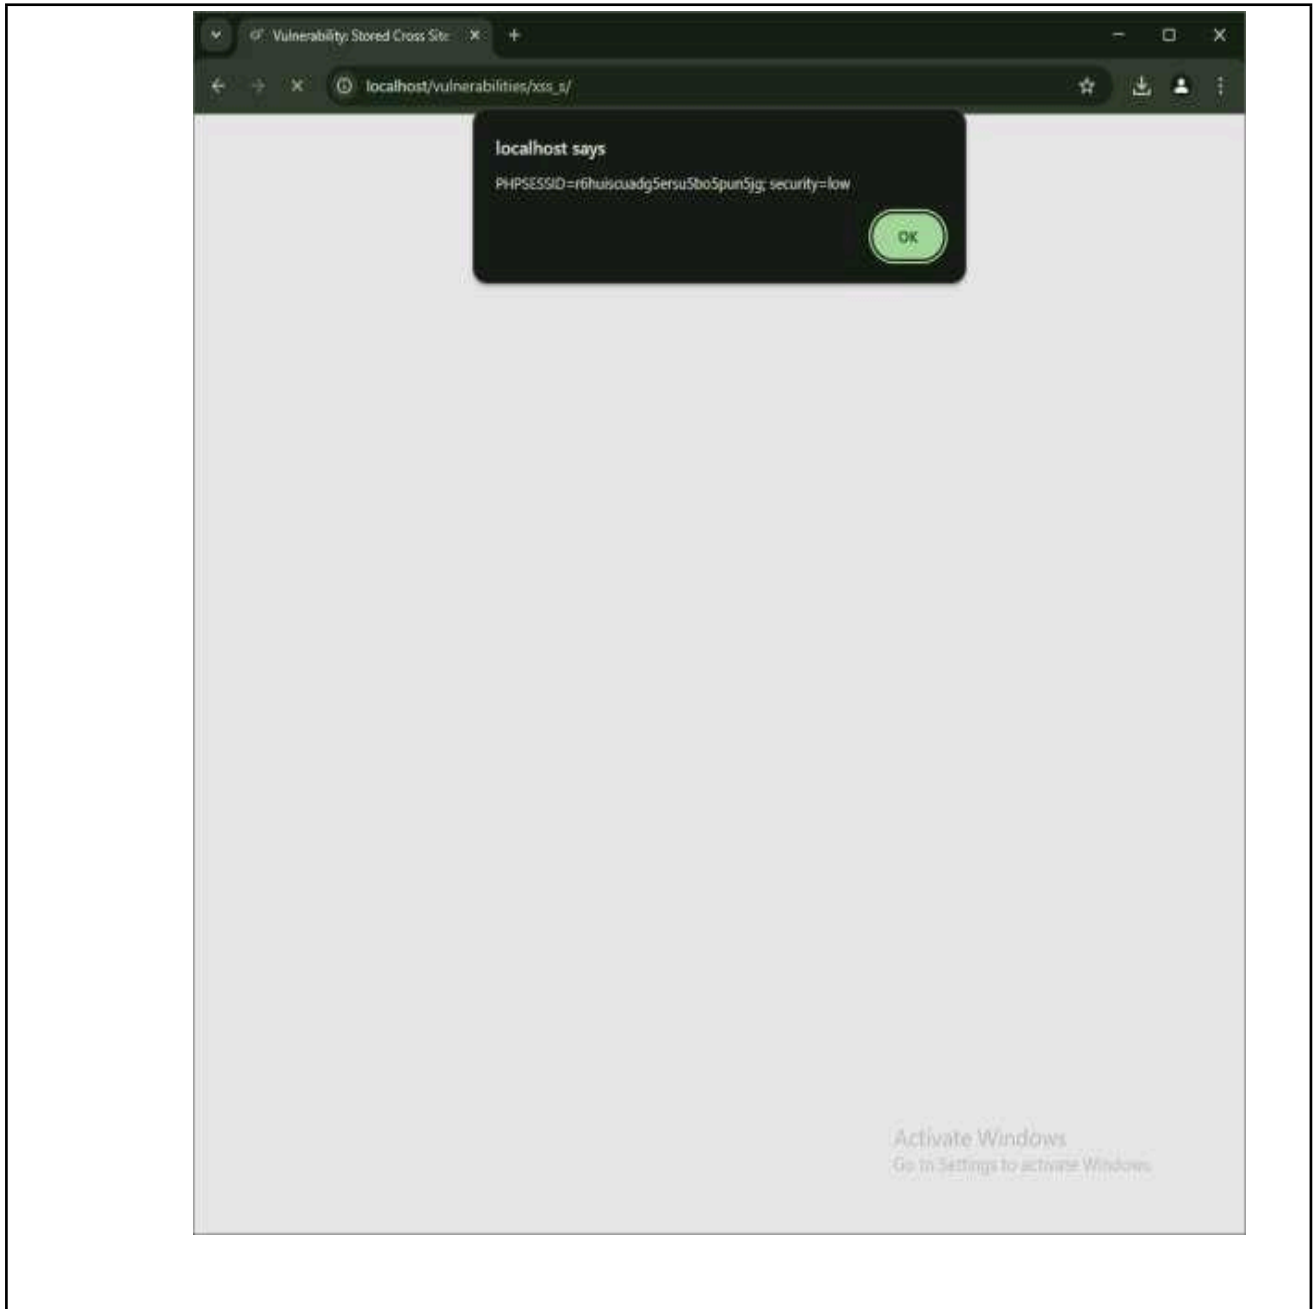 Vulnerability: Stored Cross Site
localhost/vulnerabilities/xss_s/
localhost says
PHPSESSID=r6huiscuadg5ersu5bo5pun5jg; security=low
OK
Activate Windows
Go to Settings to activate Windows.